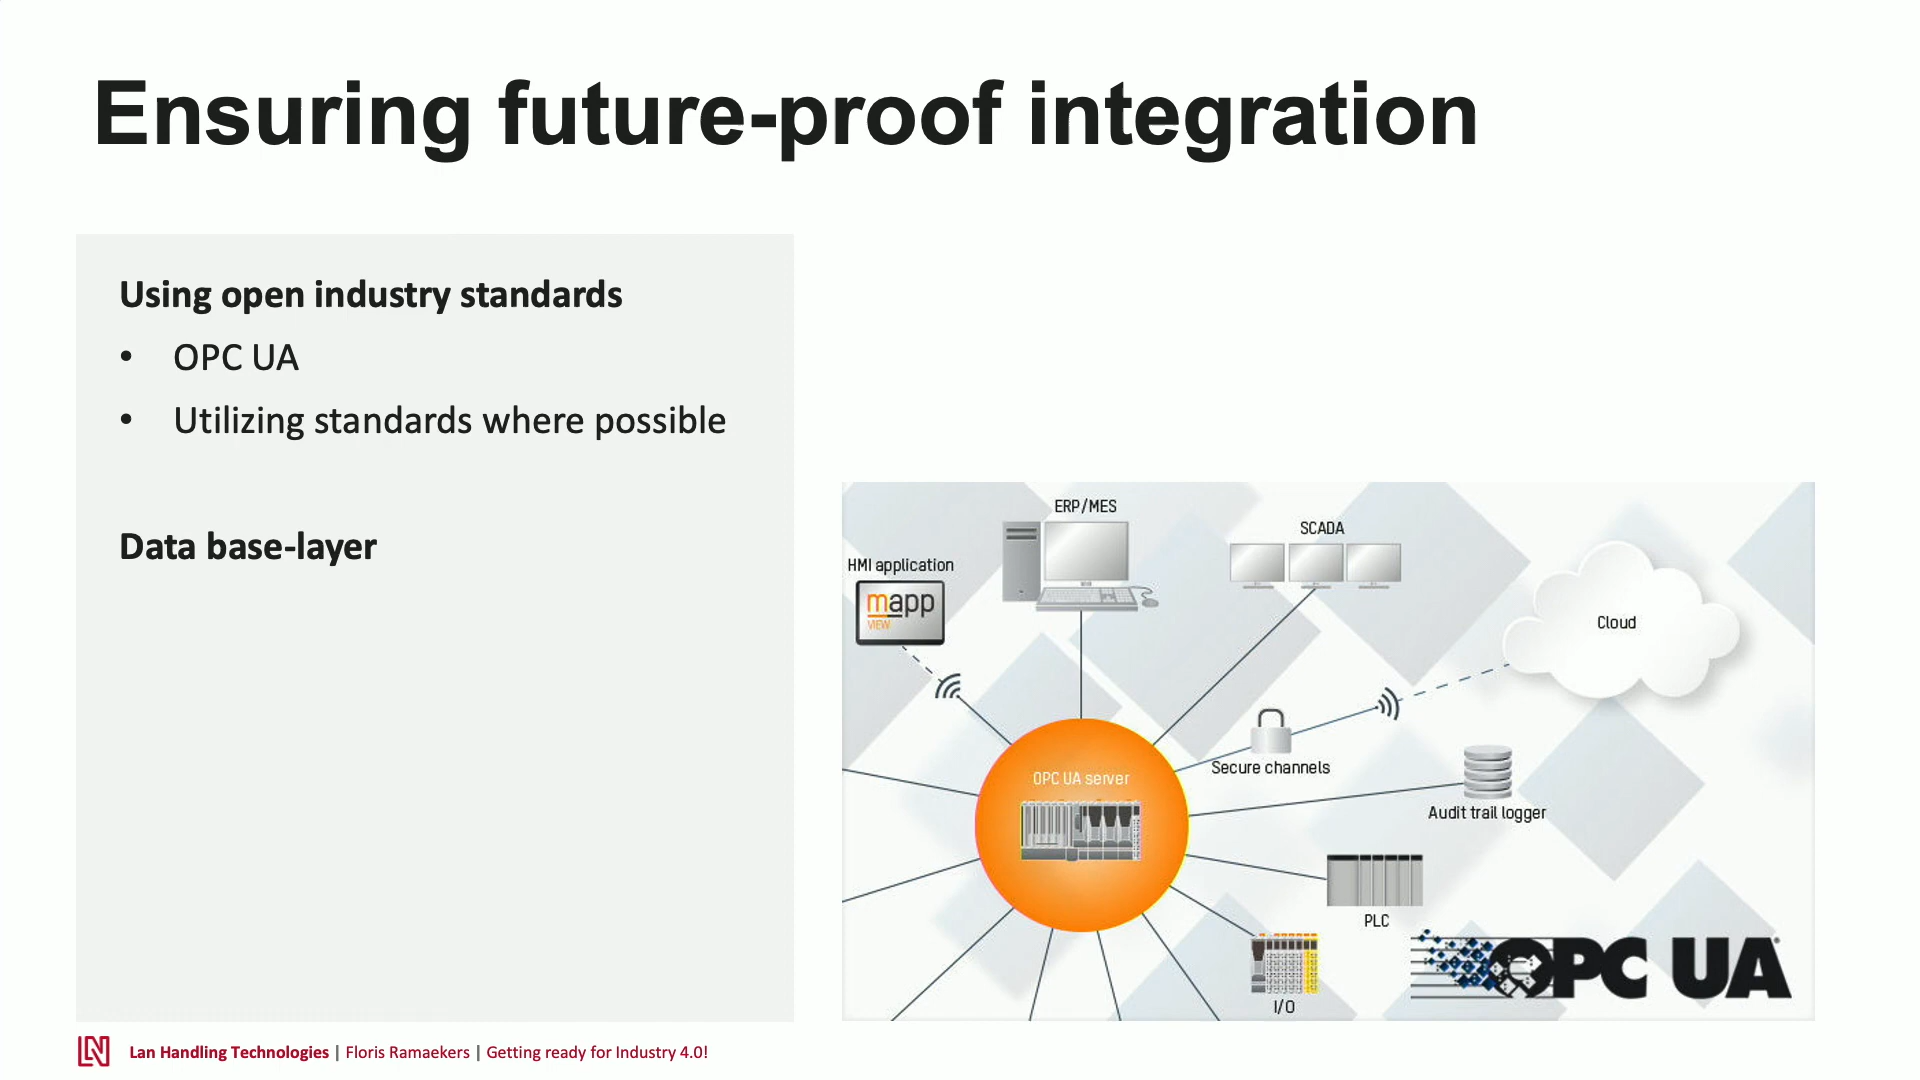 Ensuring future-proof integration
Using open industry standards
• OPC UA
• Utilizing standards where possible
Data base-layer
ERP/MES
SCADA
HMI application
mapp
VIEW
Cloud
Secure channels
OPC UA server
Audit trail logger
PLC
OPC UA
I/O
LN Lan Handling Technologies | Floris Ramaekers | Getting ready for Industry 4.0!